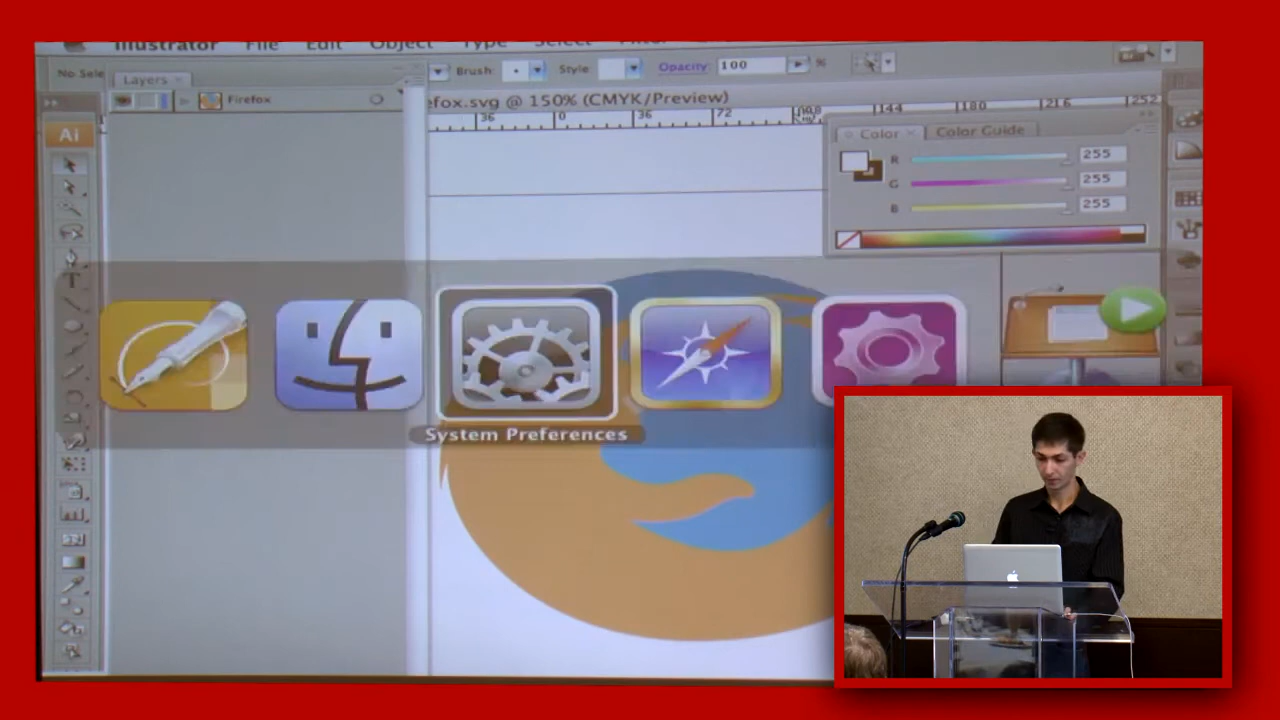 Illustrator File Edit Object Type Select
Layers
Brush: Style Opacity: 100 %
Firefox
efox.svg @ 150% (CMYK/Preview)
36 0 36 72 144 180 216 252
Color Color Guide
Ai
R 255
G 255
B 255
T
System Preferences